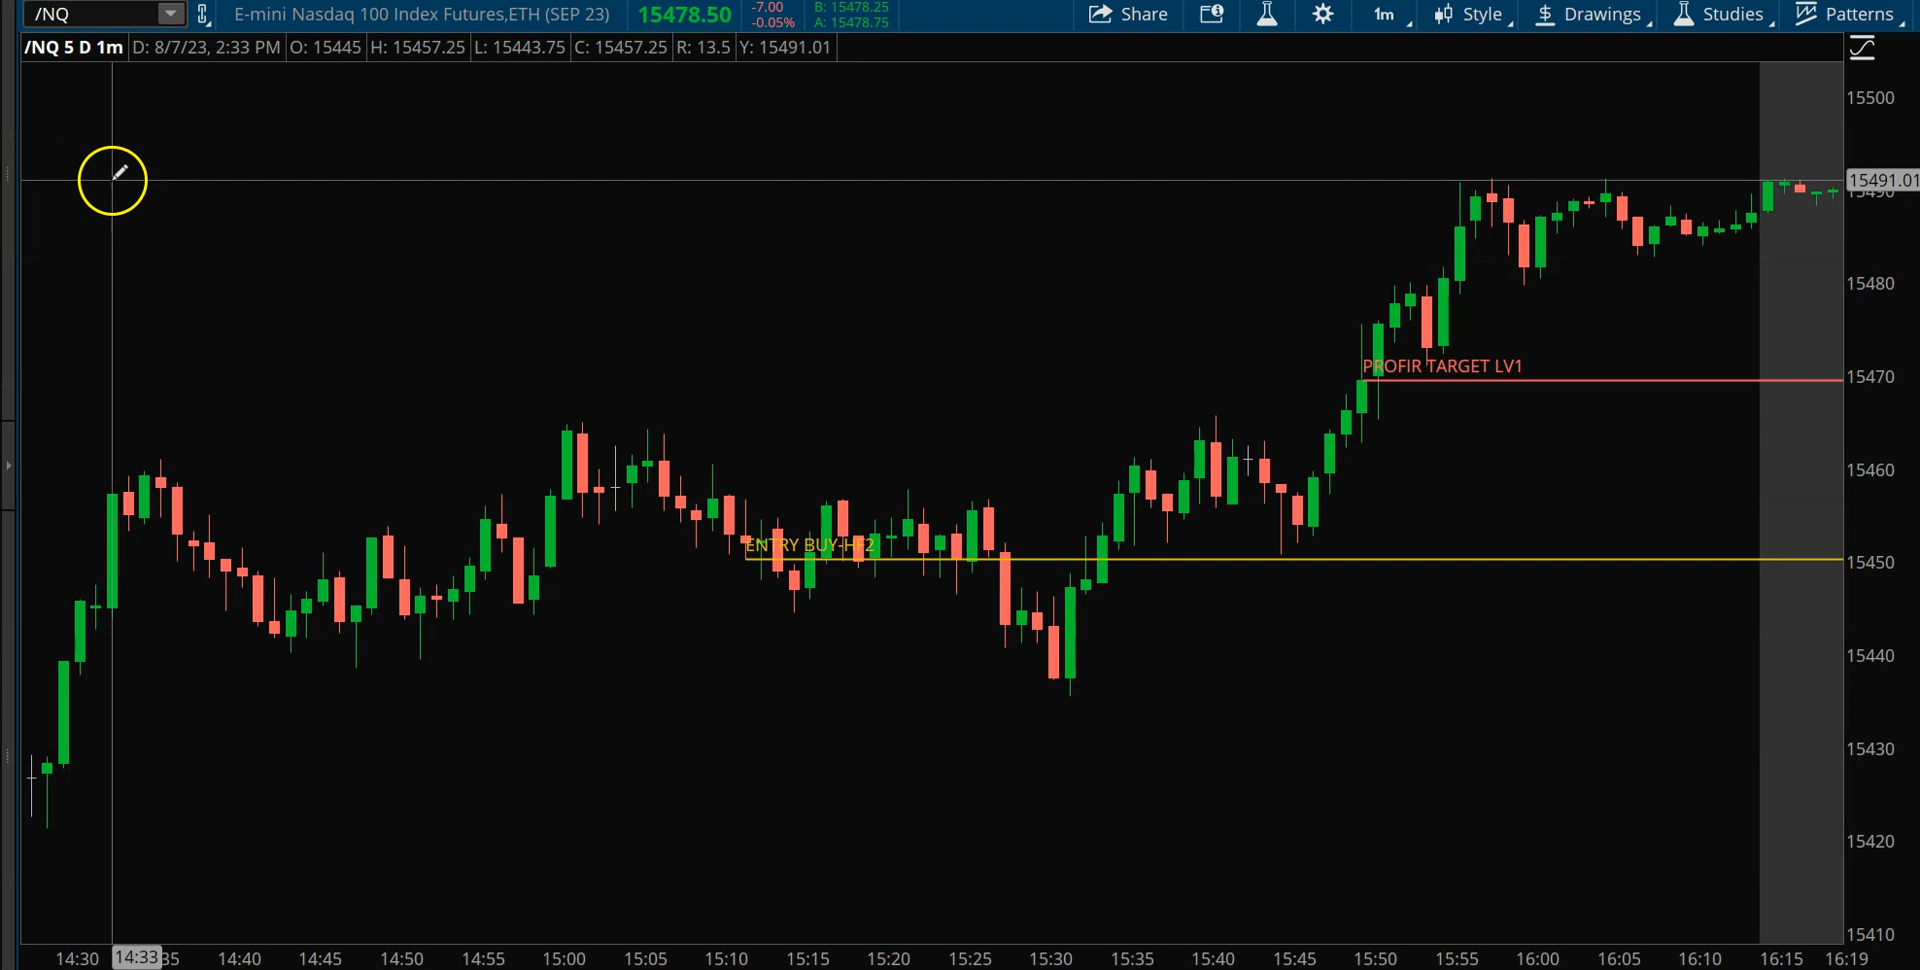 /NQ E-mini Nasdaq 100 Index Futures,ETH (SEP 23) 15478.50 -7.00 B: 15478.25 Share 1m Style $ Drawings Studies Patterns
-0.05% A: 15478.75
/NQ 5 D 1m D: 8/7/23, 2:33 PM O: 15445 H: 15457.25 L: 15443.75 C: 15457.25 R: 13.5 Y: 15491.01
15500
15491.01
15480
PROFIR TARGET LV1
15470
15460
ENTRY BUY-HF2
15450
15440
15430
15420
15410
14:30 14:33 35 14:40 14:45 14:50 14:55 15:00 15:05 15:10 15:15 15:20 15:25 15:30 15:35 15:40 15:45 15:50 15:55 16:00 16:05 16:10 16:15 16:19